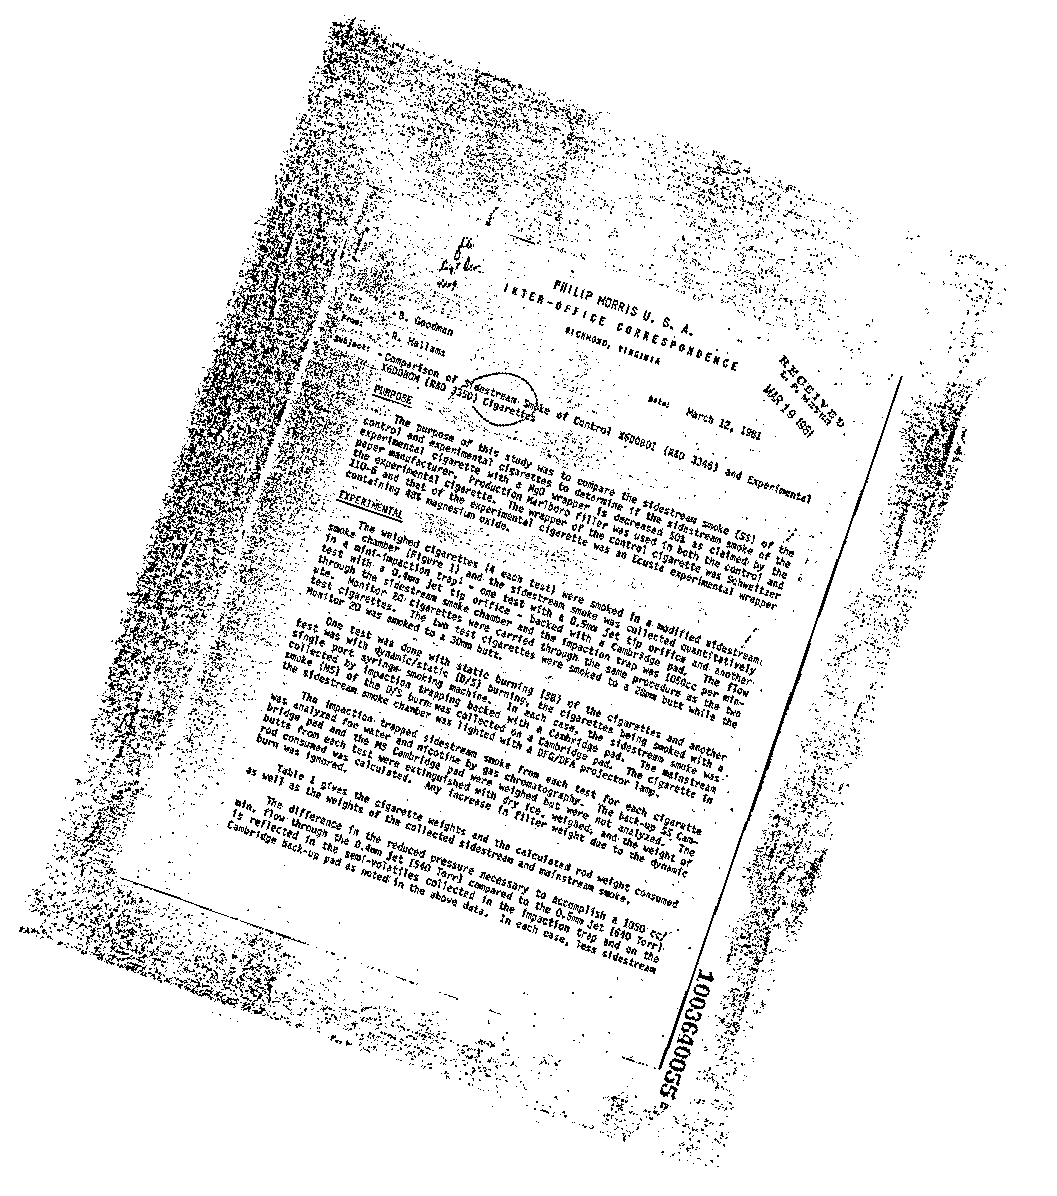 PHILIP MORRIS U. S. A.
INTER-OFFICE CORRESPONDENCE
RICHMOND, VIRGINIA
To: B. Goodman
Date: March 12, 1981
From: R. Hallams
Subject: Comparison of Sidestream Smoke of Control X6D0BOI (R&D 3348) and Experimental
(R&D 3350) Cigarettes
RECEIVED
MAR 19 1981
PURPOSE
The purpose of this study was to compare the sidestream smoke (SS) of the
control and experimental cigarettes to determine if the sidestream smoke of the
experimental cigarette with a MgO wrapper is decreased 30% as claimed by the
paper manufacturer. Production Marlboro filler was used in both the control and
the experimental cigarette. The wrapper of the control cigarette was Schweitzer
and that of the experimental cigarette was an Ecusta experimental wrapper
containing magnesium oxide.
EXPERIMENTAL
The weighed cigarettes (4 each test) were smoked in a modified sidestream
smoke chamber (Figure 1) and the sidestream smoke was collected quantitatively
in a mini-impaction trap - one test with a 0.5mm jet tip orifice and another
test with a 0.4mm jet tip orifice - backed with a Cambridge pad. The flow
through the sidestream smoke chamber and the impaction trap was 1050cc per min-
ute. Monitor 2D cigarettes were carried through the same procedure as the two
test cigarettes. The two test cigarettes were smoked to a butt while the
Monitor 2D was smoked to a 30mm butt.
One test was done with static burning (SB) of the cigarettes and another
test was with dynamic/static (D/S) burning, the cigarettes being smoked with a
single port syringe smoking machine. In each case, the sidestream smoke was
collected by impaction trapping backed with a Cambridge pad. The mainstream
smoke (MS) of the D/S burn was collected on a Cambridge pad. The cigarette in
the sidestream smoke chamber was lighted with a DFG/DFA projector lamp.
The impaction trapped sidestream smoke from each test for each cigarette
was analyzed for water and nicotine by gas chromatography. The back-up SS Cam-
bridge pad and the MS Cambridge pad were weighed but were not analyzed. The
butts from each test were extinguished with dry ice, weighed, and the weight of
rod consumed was calculated. Any increase in filter weight due to the dynamic
burn was ignored.
Table 1 gives the cigarette weights and the calculated rod weight consumed
as well as the weights of the collected sidestream and mainstream smoke.
The difference in the reduced pressure necessary to accomplish a 1050 cc/
min. flow through the 0.4mm jet (540 Torr) compared to the 0.5mm jet (640 Torr)
is reflected in the semi-volatiles collected in the impaction trap and on the
Cambridge back-up pad as noted in the above data. In each case, less sidestream
1003640055